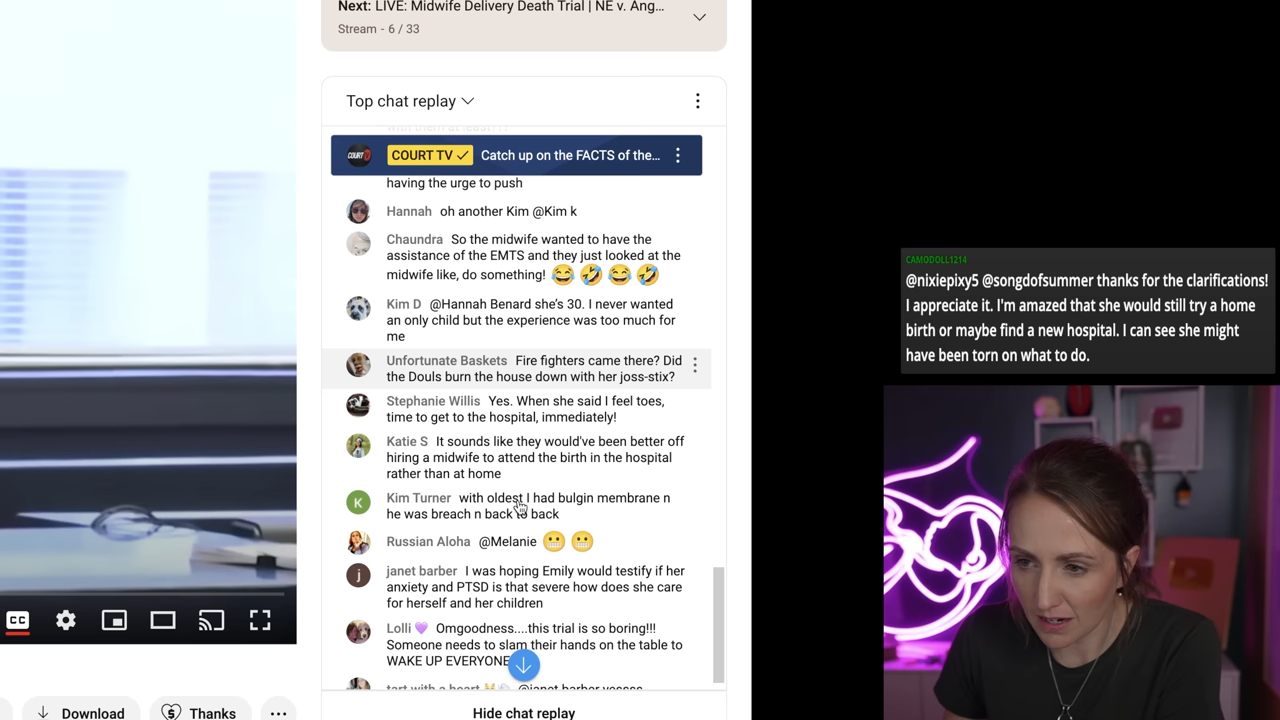 Next: LIVE: Midwife Delivery Death Trial | NE v. Ang...
Stream - 6 / 33
Top chat replay
COURT TV
COURT TV ✓ Catch up on the FACTS of the...
having the urge to push
Hannah oh another Kim @Kim k
Chaundra So the midwife wanted to have the
assistance of the EMTS and they just looked at the
midwife like, do something! 😂 🤣 😂 🤣
Kim D @Hannah Benard she's 30. I never wanted
an only child but the experience was too much for
me
Unfortunate Baskets Fire fighters came there? Did
the Douls burn the house down with her joss-stix?
Stephanie Willis Yes. When she said I feel toes,
time to get to the hospital, immediately!
Katie S It sounds like they would've been better off
hiring a midwife to attend the birth in the hospital
rather than at home
K
Kim Turner with oldest I had bulgin membrane n
he was breach n back to back
Russian Aloha @Melanie 😬 😬
j
janet barber I was hoping Emily would testify if her
anxiety and PTSD is that severe how does she care
for herself and her children
Lolli 💜 Omgoodness....this trial is so boring!!!
Someone needs to slam their hands on the table to
WAKE UP EVERYONE
tart with a heart @janet barber yessss
Hide chat replay
CC
Download
Thanks
CAMODOLL1214
@nixiepixy5 @songdofsummer thanks for the clarifications!
I appreciate it. I'm amazed that she would still try a home
birth or maybe find a new hospital. I can see she might
have been torn on what to do.